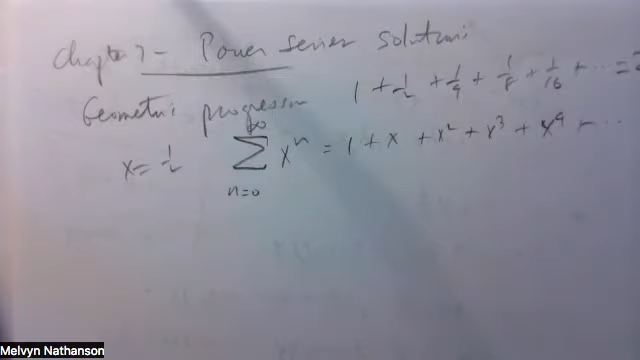 Chapter 7 - Power series solutions
Geometric progression 1 + 1/2 + 1/4 + 1/8 + 1/16 + ... =
x = 1/2 ∑_{n=0}^{∞} x^n = 1 + x + x^2 + x^3 + x^4 + ...
Melvyn Nathanson